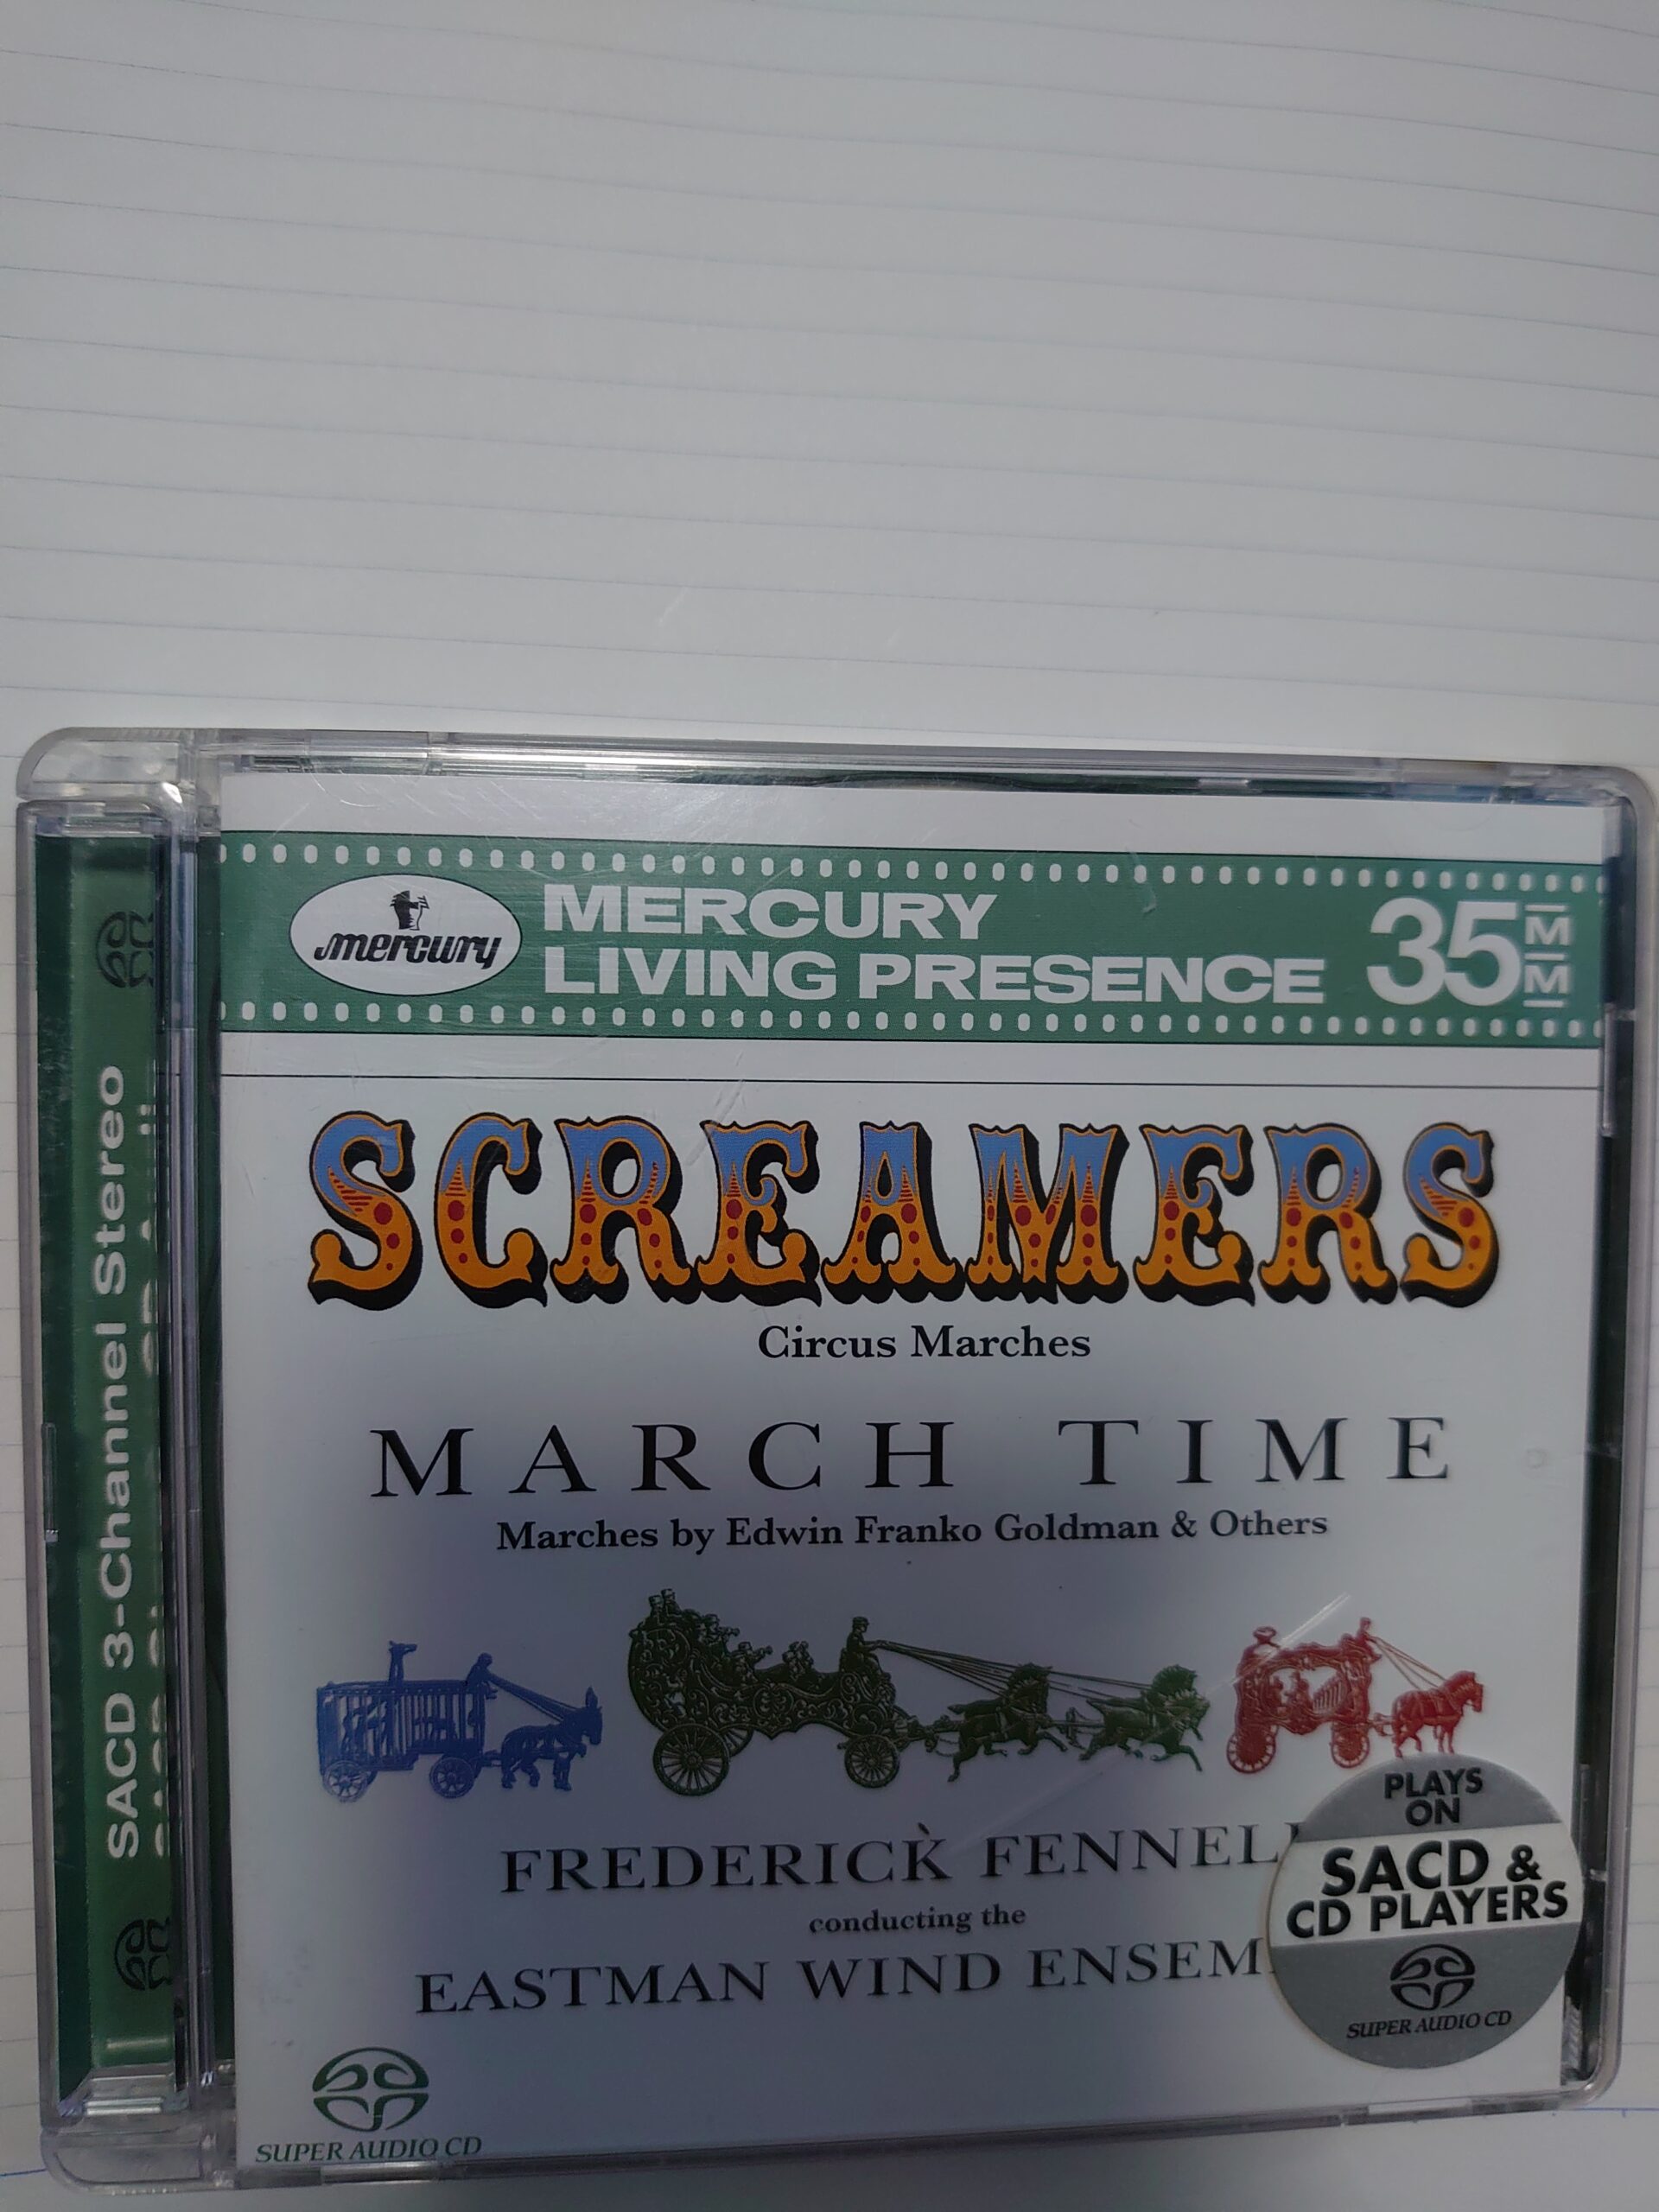 SACD 3-Channel Stereo
mercury
MERCURY
LIVING PRESENCE
35MM
SCREAMERS
Circus Marches
MARCH TIME
Marches by Edwin Franko Goldman & Others
FREDERICK FENNEL
conducting the
EASTMAN WIND ENSEM
PLAYS
ON
SACD &
CD PLAYERS
SUPER AUDIO CD
SUPER AUDIO CD